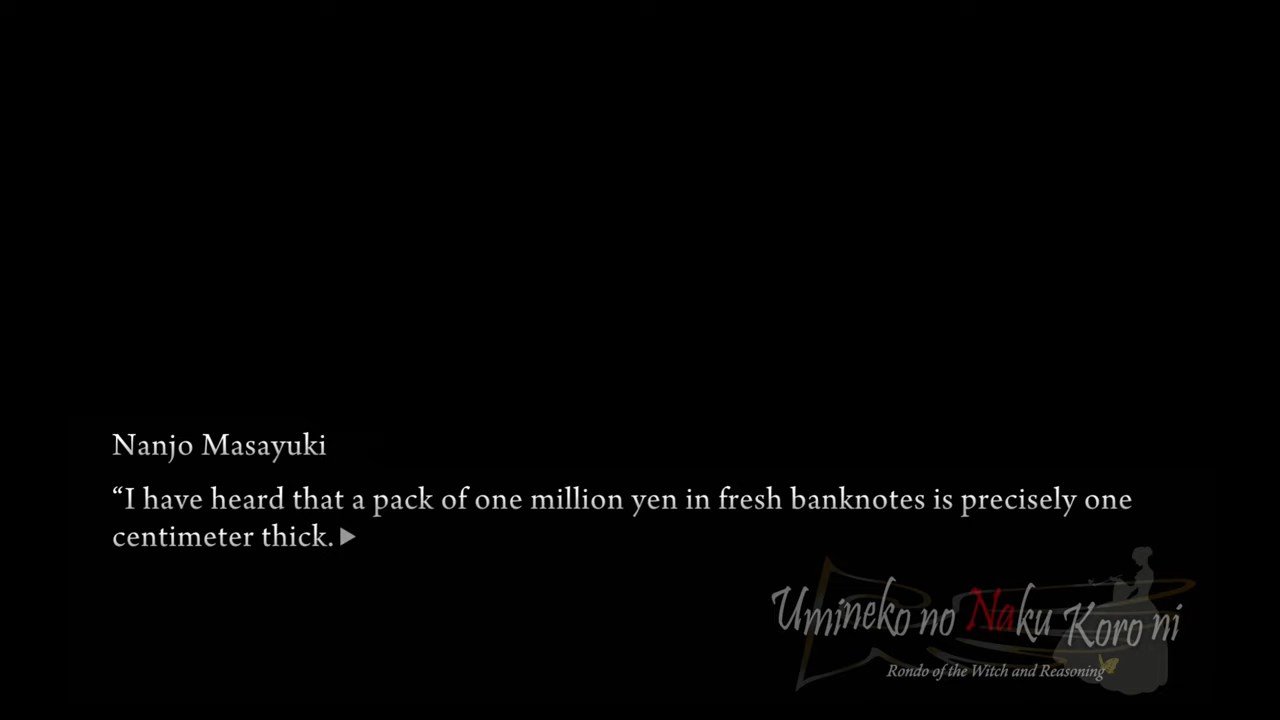 Nanjo Masayuki
“I have heard that a pack of one million yen in fresh banknotes is precisely one
centimeter thick.
Umineko no Naku Koro ni
Rondo of the Witch and Reasoning